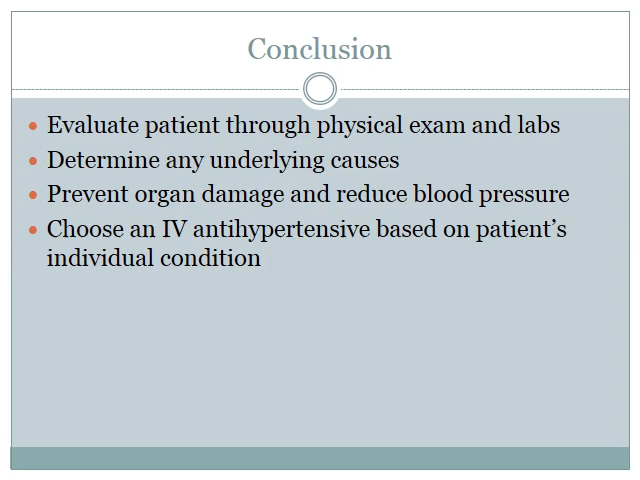 Conclusion
• Evaluate patient through physical exam and labs
• Determine any underlying causes
• Prevent organ damage and reduce blood pressure
• Choose an IV antihypertensive based on patient’s
individual condition